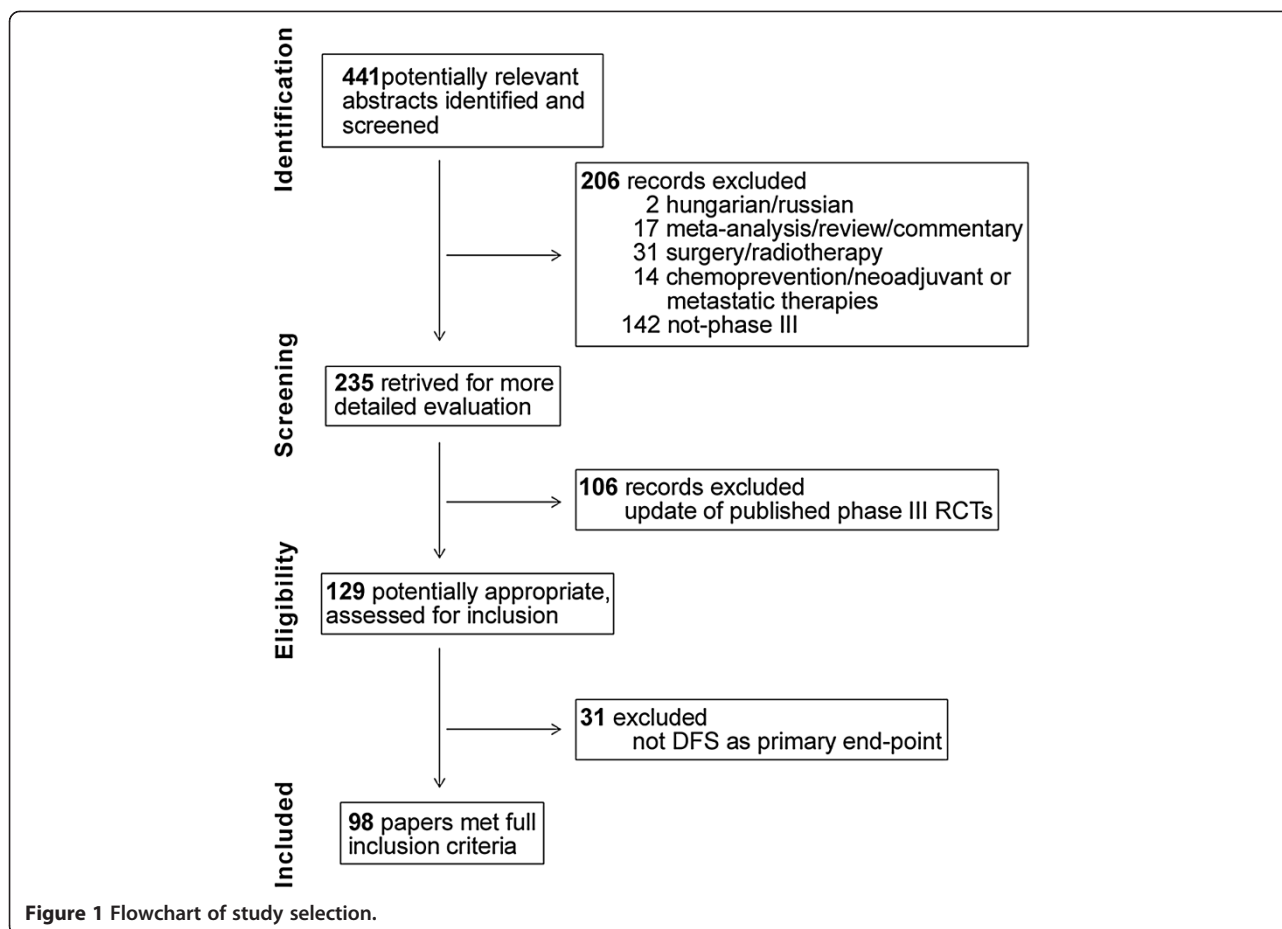 Identification
441potentially relevant
abstracts identified and
screened
206 records excluded
2 hungarian/russian
17 meta-analysis/review/commentary
31 surgery/radiotherapy
14 chemoprevention/neoadjuvant or
metastatic therapies
142 not-phase III
Screening
235 retrived for more
detailed evaluation
106 records excluded
update of published phase III RCTs
Eligibility
129 potentially appropriate,
assessed for inclusion
31 excluded
not DFS as primary end-point
Included
98 papers met full
inclusion criteria
Figure 1 Flowchart of study selection.